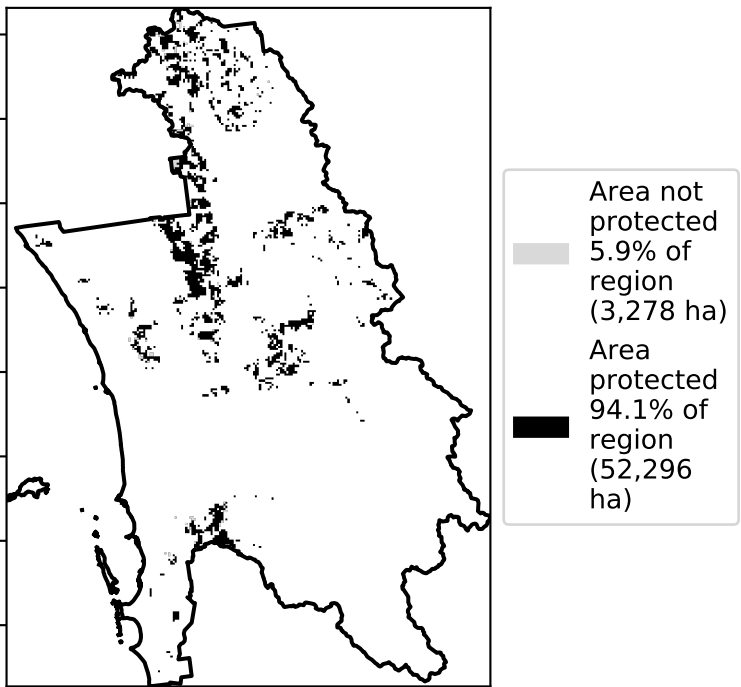 Area not
protected
5.9% of
region
(3,278 ha)
Area
protected
94.1% of
region
(52,296
ha)